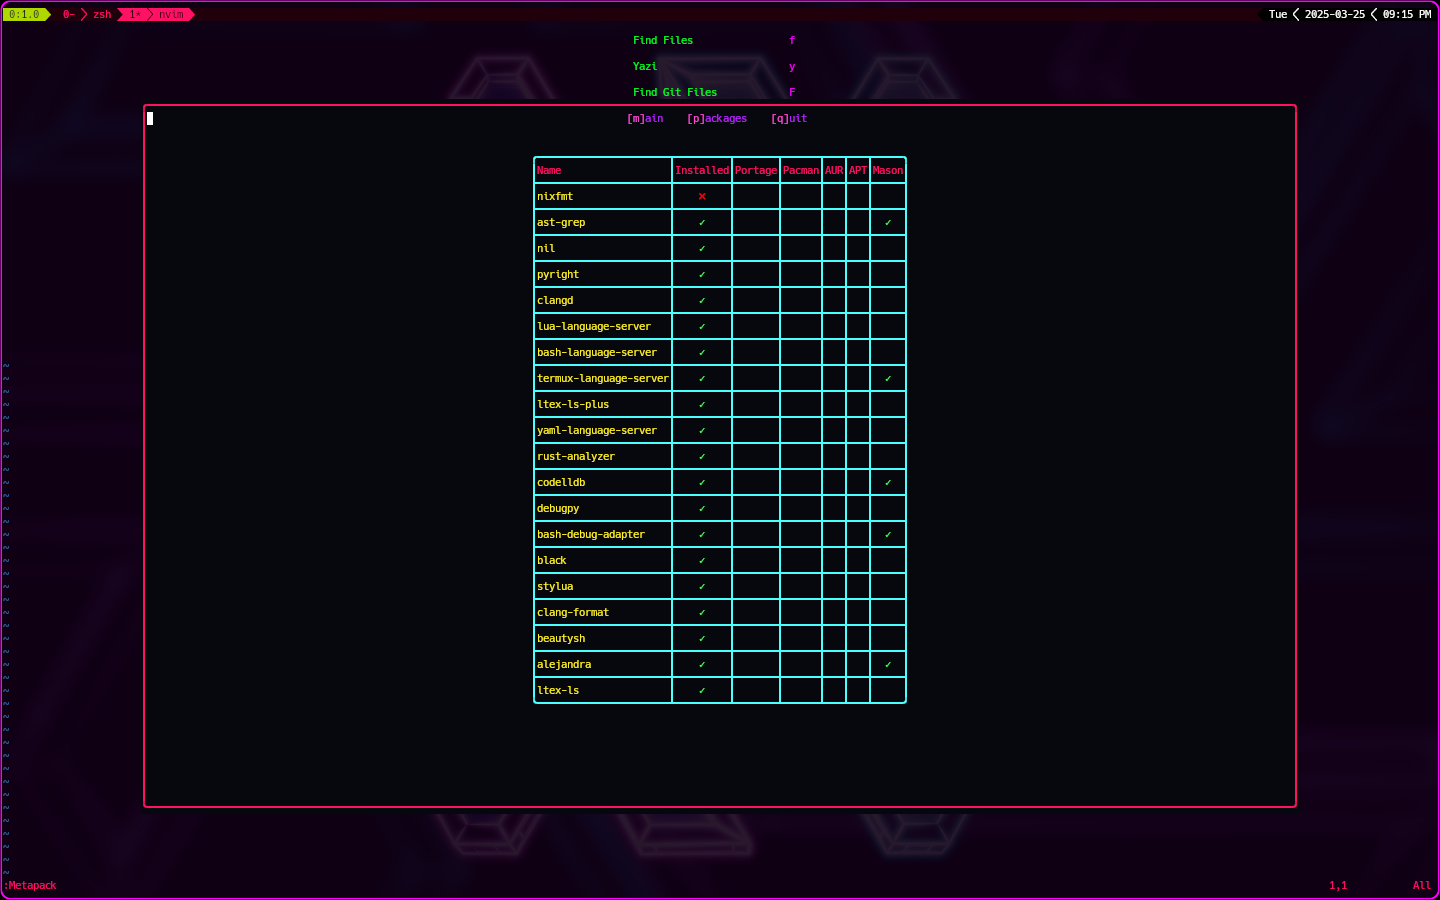 0:1.0 0- zsh 1* nvim Tue 2025-03-25 09:15 PM
Find Files f
Yazi y
Find Git Files F
[m]ain [p]ackages [q]uit
Name Installed Portage Pacman AUR APT Mason
nixfmt ✗
ast-grep ✓ ✓
nil ✓
pyright ✓
clangd ✓
lua-language-server ✓
bash-language-server ✓
termux-language-server ✓ ✓
ltex-ls-plus ✓
yaml-language-server ✓
rust-analyzer ✓
codelldb ✓ ✓
debugpy ✓
bash-debug-adapter ✓ ✓
black ✓
stylua ✓
clang-format ✓
beautysh ✓
alejandra ✓ ✓
ltex-ls ✓
:Metapack 1,1 All